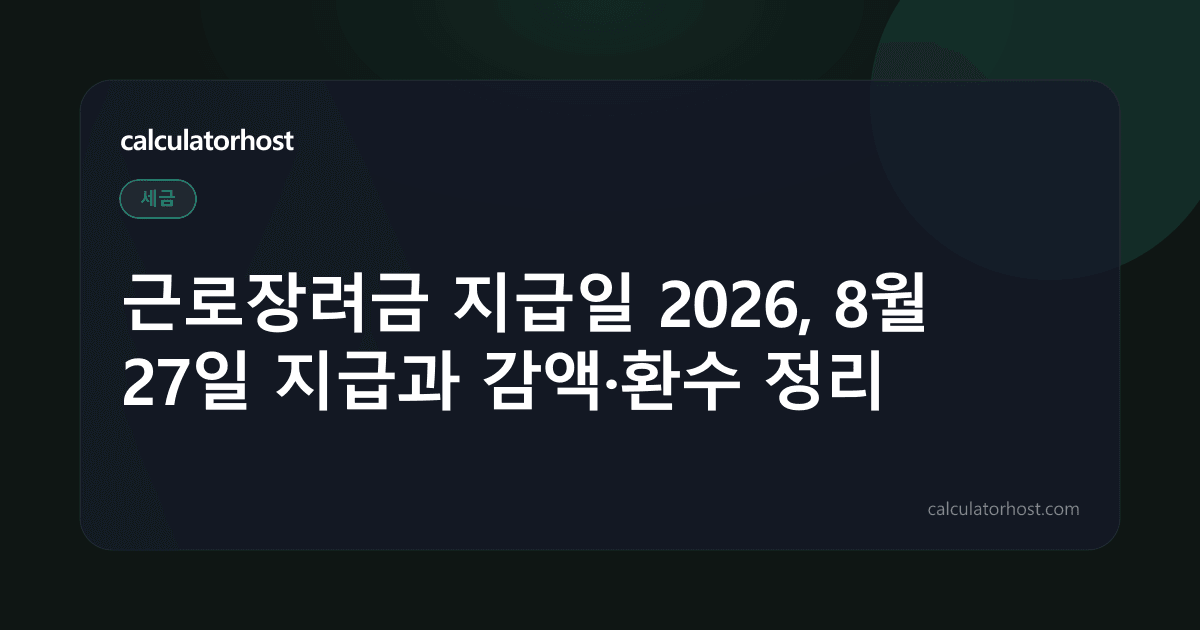 calculatorhost
세금
근로장려금 지급일 2026, 8월
27일 지급과 감액·환수 정리
calculatorhost.com